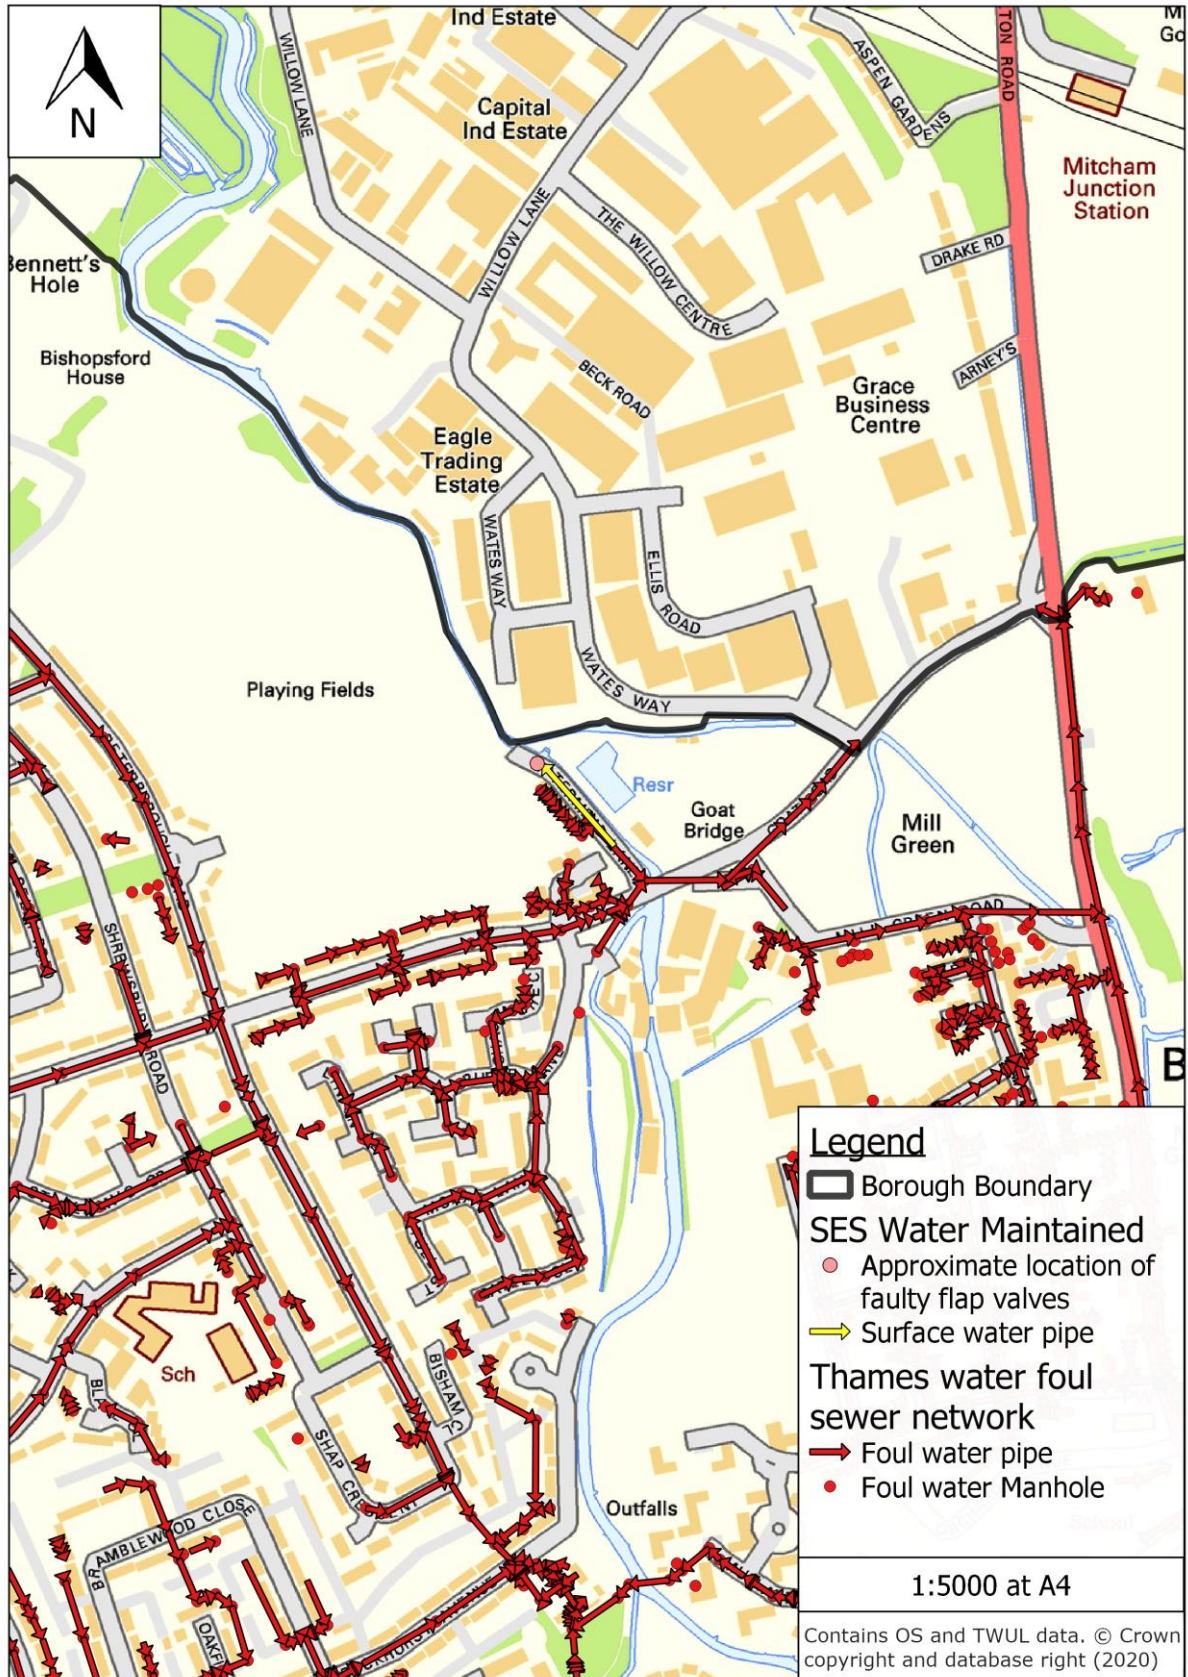 Ind Estate
WILLOW LANE
ASPEN GARDENS
TON ROAD
M
Go
N
Capital
Ind Estate
Mitcham
Junction
Station
WILLOW LANE
THE WILLOW CENTRE
DRAKE RD
Bennett's
Hole
Bishopsford
House
BECK ROAD
ARNEY'S
Grace
Business
Centre
Eagle
Trading
Estate
WATES WAY
ELLIS ROAD
WATES WAY
Playing Fields
Resr
Goat
Bridge
Mill
Green
SHREWSBURY ROAD
B
Sch
BISHAM CL
SHAP CRESCENT
Outfalls
BRAMBLEWOOD CLOSE
Legend
Borough Boundary
SES Water Maintained
Approximate location of
faulty flap valves
Surface water pipe
Thames water foul
sewer network
Foul water pipe
Foul water Manhole
1:5000 at A4
Contains OS and TWUL data. © Crown
copyright and database right (2020)